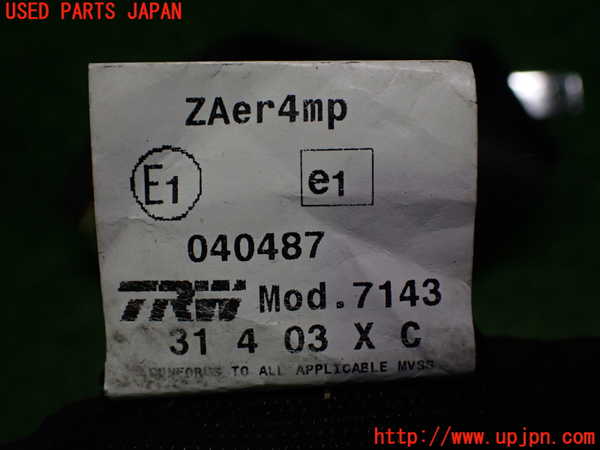 USED PARTS JAPAN
ZAer4mp
E1 e1
040487
TRW Mod.7143
31 4 03 X C
CONFORMS TO ALL APPLICABLE MVSS
http://www.upjpn.com/